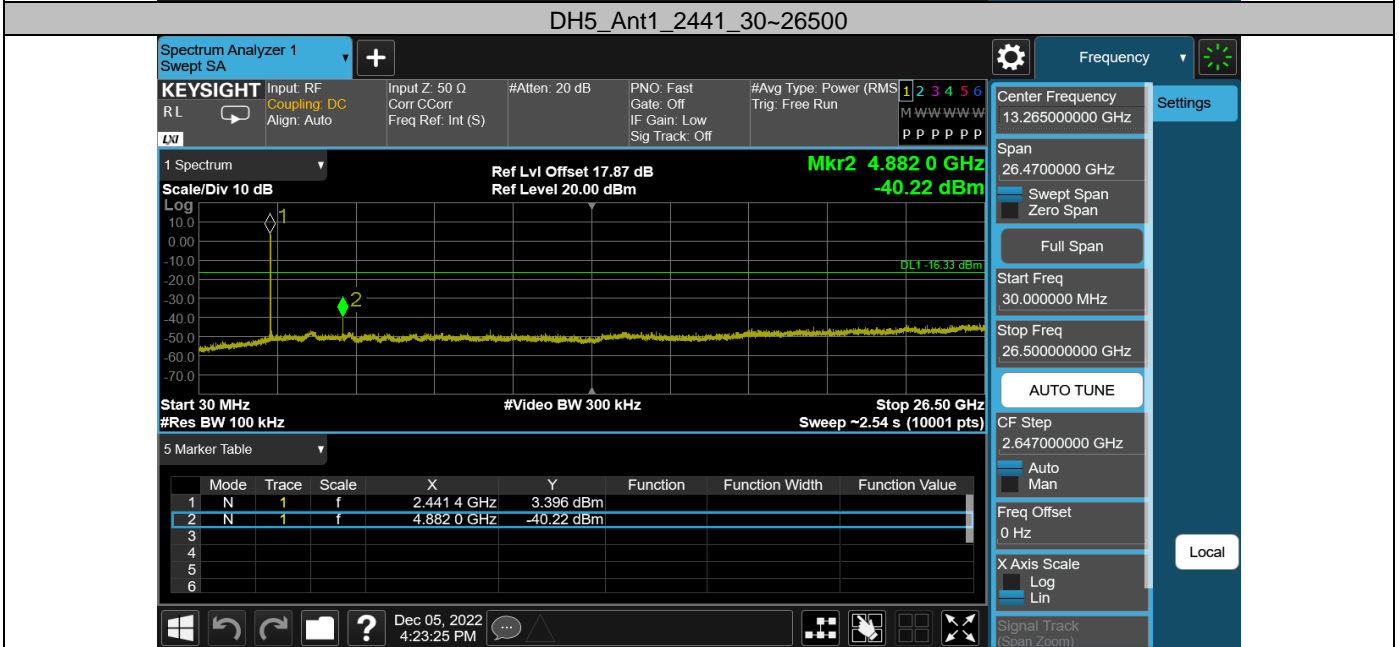 DH5_Ant1_2441_30~26500
Spectrum Analyzer 1
Swept SA
+
Frequency
KEYSIGHT
RL
LXI
Input: RF
Coupling: DC
Align: Auto
Input Z: 50 Ω
Corr CCorr
Freq Ref: Int (S)
#Atten: 20 dB
PNO: Fast
Gate: Off
IF Gain: Low
Sig Track: Off
#Avg Type: Power (RMS
Trig: Free Run
1 2 3 4 5 6
M W W W W W
P P P P P P
1 Spectrum
Scale/Div 10 dB
Ref Lvl Offset 17.87 dB
Ref Level 20.00 dBm
Mkr2 4.882 0 GHz
-40.22 dBm
Log
10.0
0.00
-10.0
-20.0
-30.0
-40.0
-50.0
-60.0
-70.0
1
2
DL1 -16.33 dBm
Start 30 MHz
#Video BW 300 kHz
Stop 26.50 GHz
#Res BW 100 kHz
Sweep ~2.54 s (10001 pts)
5 Marker Table
Mode Trace Scale X Y Function Function Width Function Value
1 N 1 f 2.441 4 GHz 3.396 dBm
2 N 1 f 4.882 0 GHz -40.22 dBm
3
4
5
6
?
Dec 05, 2022
4:23:25 PM
Center Frequency
13.265000000 GHz
Settings
Span
26.4700000 GHz
Swept Span
Zero Span
Full Span
Start Freq
30.000000 MHz
Stop Freq
26.500000000 GHz
AUTO TUNE
CF Step
2.647000000 GHz
Auto
Man
Freq Offset
0 Hz
Local
X Axis Scale
Log
Lin
Signal Track
(Span Zoom)